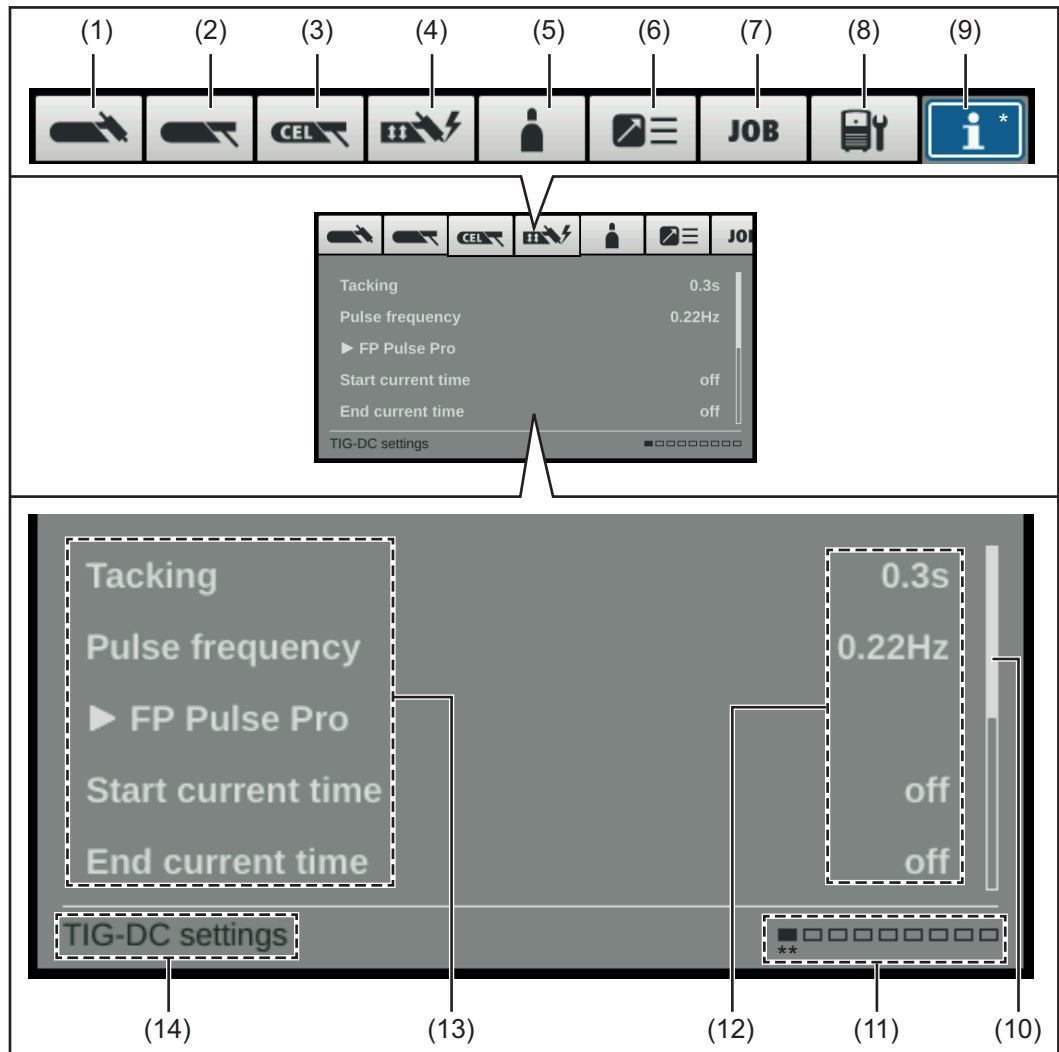 (1) (2) (3) (4) (5) (6) (7) (8) (9)
CEL JOB i *
CEL JO
Tacking 0.3s
Pulse frequency 0.22Hz
▶ FP Pulse Pro
Start current time off
End current time off
TIG-DC settings
Tacking 0.3s
Pulse frequency 0.22Hz
▶ FP Pulse Pro
Start current time off
End current time off
TIG-DC settings
**
(14) (13) (12) (11) (10)